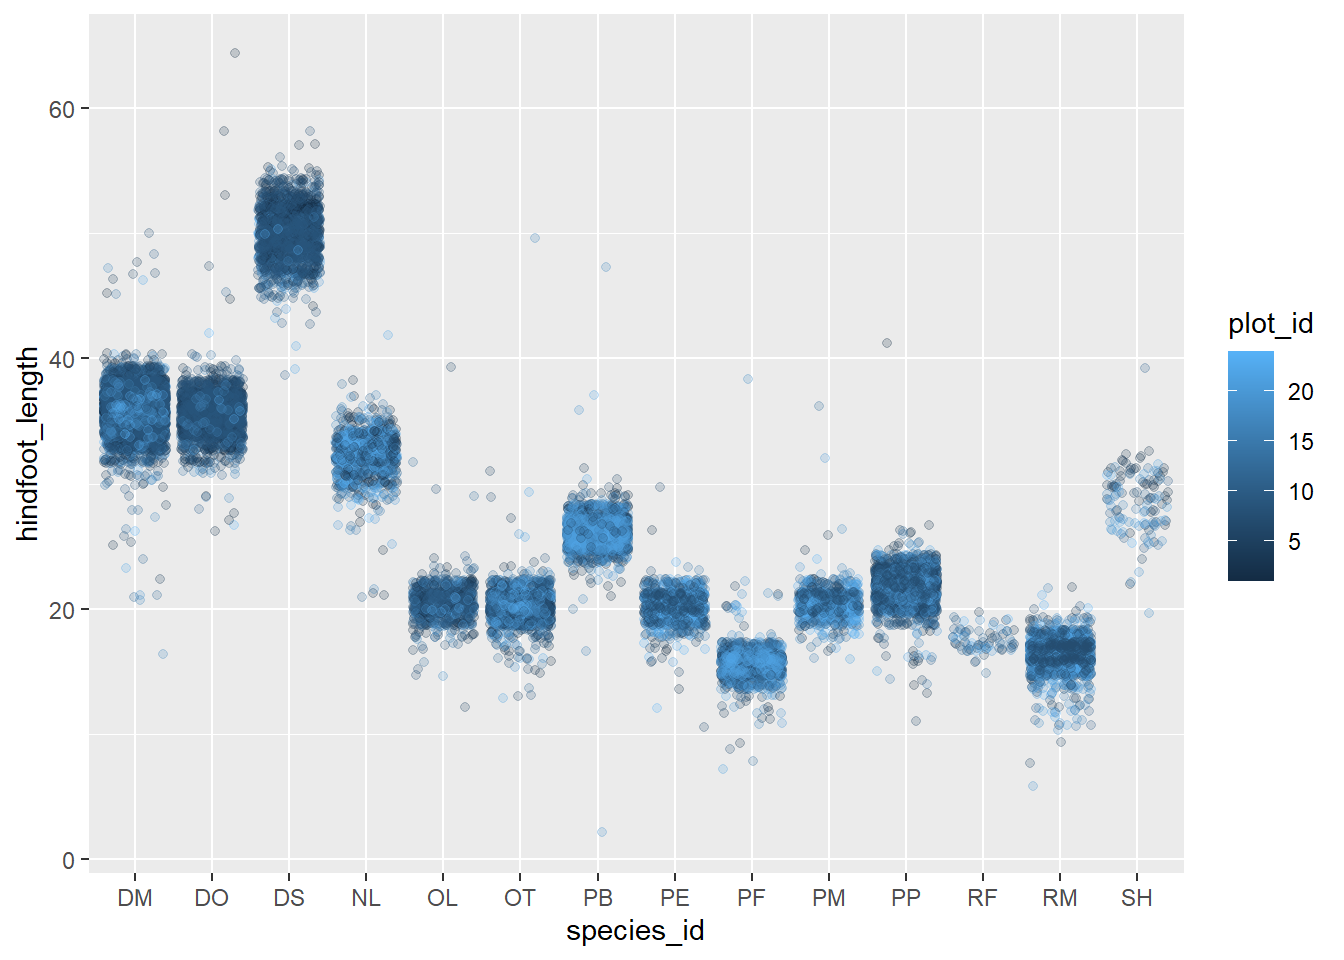 60
40
20
0
hindfoot_length
DM DO DS NL OL OT PB PE PF PM PP RF RM SH
species_id
plot_id
20
15
10
5